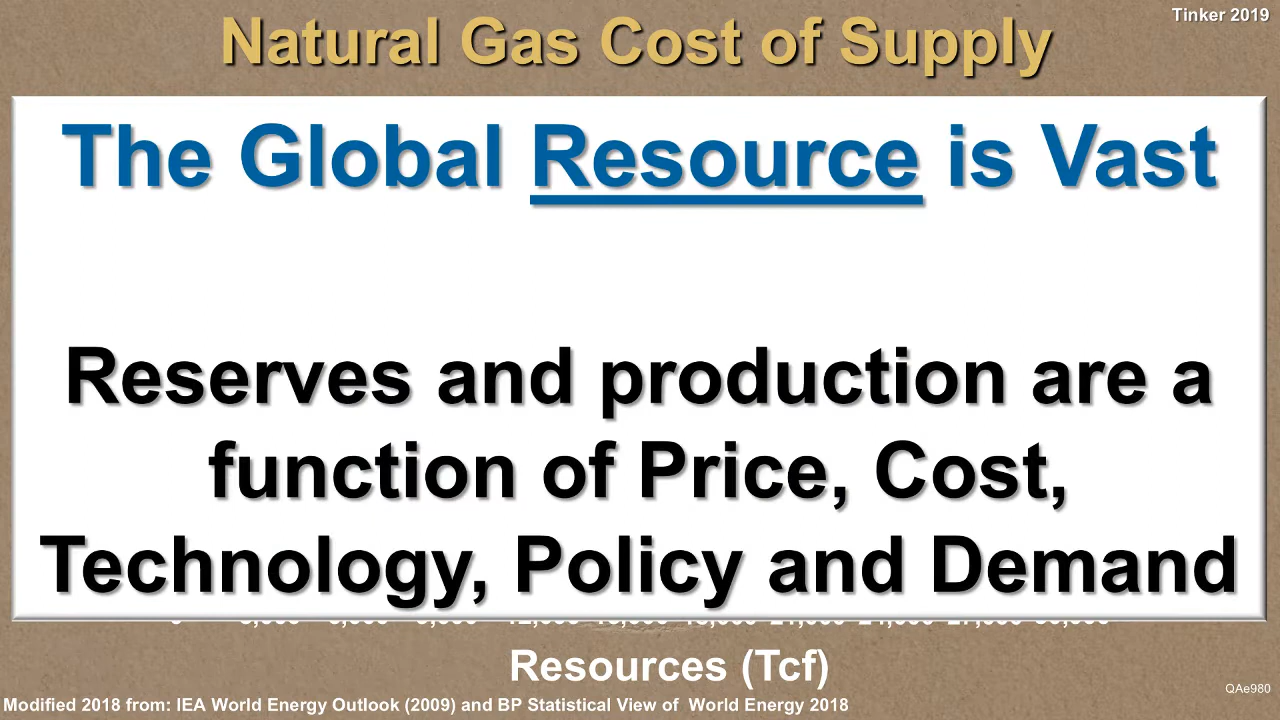 Tinker 2019
Natural Gas Cost of Supply
The Global Resource is Vast
Reserves and production are a
function of Price, Cost,
Technology, Policy and Demand
Resources (Tcf)
QAe980
Modified 2018 from: IEA World Energy Outlook (2009) and BP Statistical View of World Energy 2018